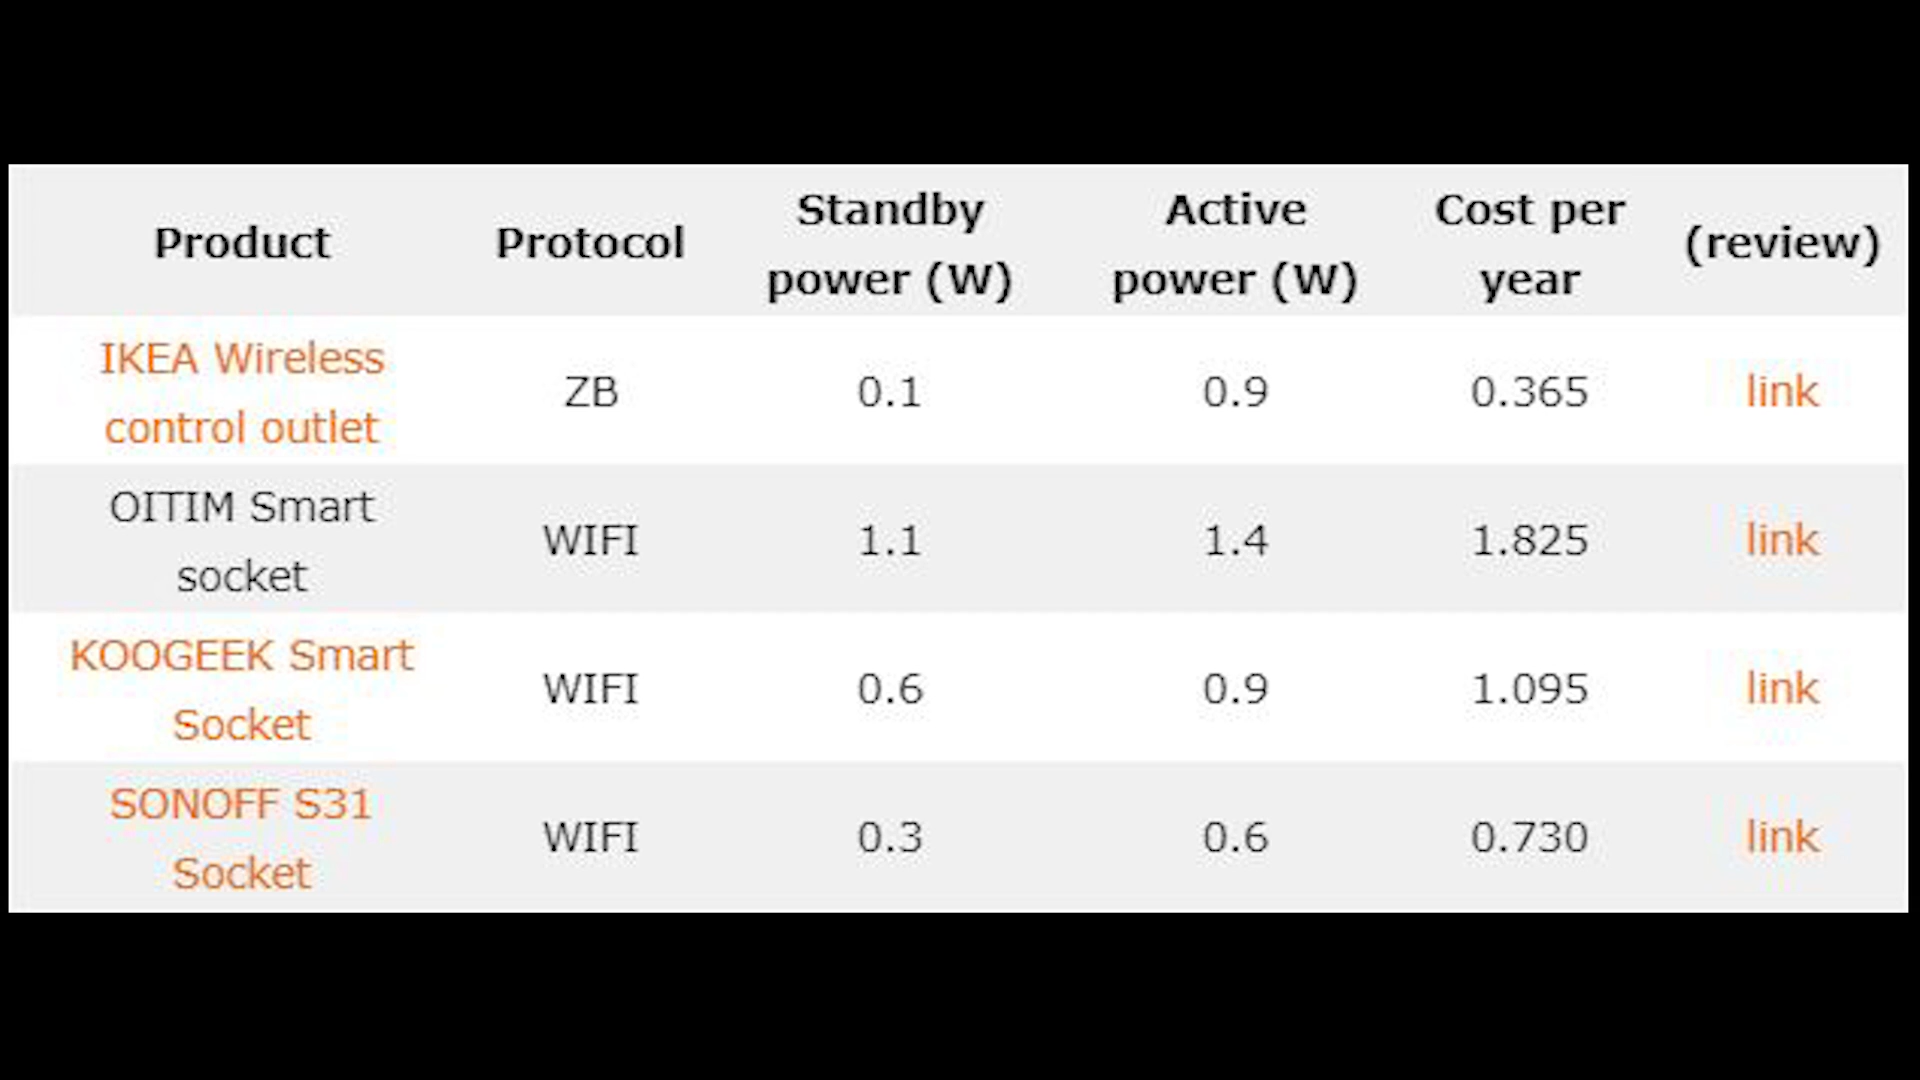 Product Protocol Standby power (W) Active power (W) Cost per year (review)
IKEA Wireless control outlet ZB 0.1 0.9 0.365 link
OITIM Smart socket WIFI 1.1 1.4 1.825 link
KOOGEEK Smart Socket WIFI 0.6 0.9 1.095 link
SONOFF S31 Socket WIFI 0.3 0.6 0.730 link